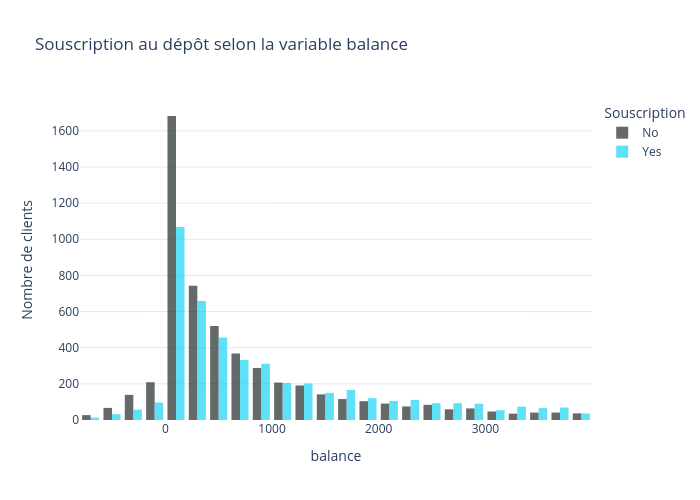 Souscription au dépôt selon la variable balance
Souscription
No
Yes
Nombre de clients
1600
1400
1200
1000
800
600
400
200
0
0 1000 2000 3000
balance